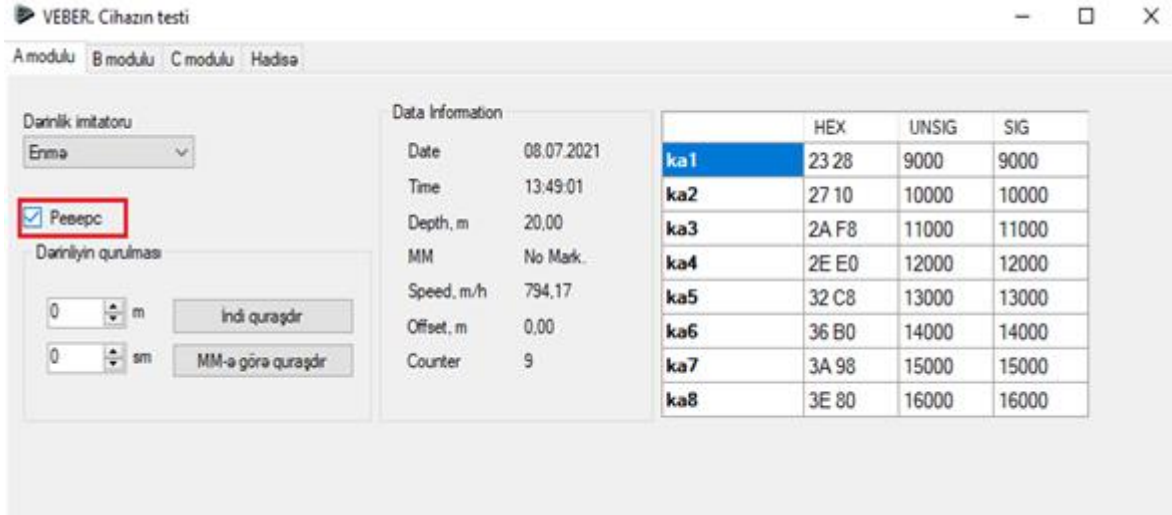 VEBER. Cihazın testi
A modulu B modulu C modulu Hadisə
Dərinlik imitatoru
Enmə
Реверс
Dərinliyin qurulması
0 m İndi quraşdır
0 sm MM-ə görə quraşdır
Data Information
Date 08.07.2021
Time 13:49:01
Depth, m 20,00
MM No Mark.
Speed, m/h 794,17
Offset, m 0,00
Counter 9
HEX UNSIG SIG
ka1 23 28 9000 9000
ka2 27 10 10000 10000
ka3 2A F8 11000 11000
ka4 2E E0 12000 12000
ka5 32 C8 13000 13000
ka6 36 B0 14000 14000
ka7 3A 98 15000 15000
ka8 3E 80 16000 16000